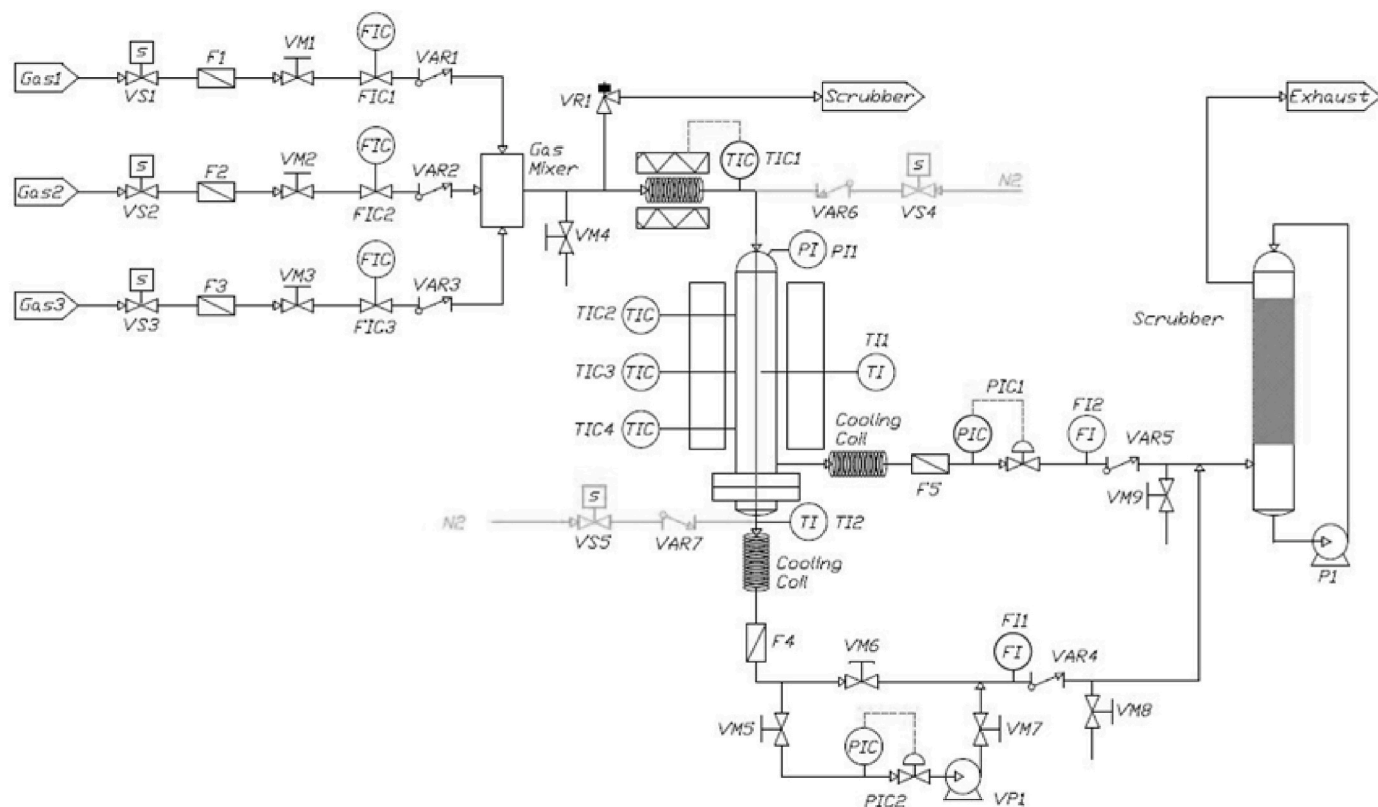 Gas1
S
VS1
F1
VM1
FIC
FIC1
VAR1
Gas2
S
VS2
F2
VM2
FIC
FIC2
VAR2
Gas3
S
VS3
F3
VM3
FIC
FIC3
VAR3
Gas
Mixer
VR1
Scrubber
VM4
TIC
TIC1
VAR6
S
VS4
N2
Exhaust
PI
PI1
TIC2
TIC
TIC3
TIC
TIC4
TIC
TI1
TI
Scrubber
Cooling
Coil
F5
PIC1
PIC
FI2
FI
VAR5
VM9
P1
N2
S
VS5
VAR7
TI
TI2
Cooling
Coil
F4
VM6
FI1
FI
VAR4
VM5
PIC
PIC2
VP1
VM7
VM8